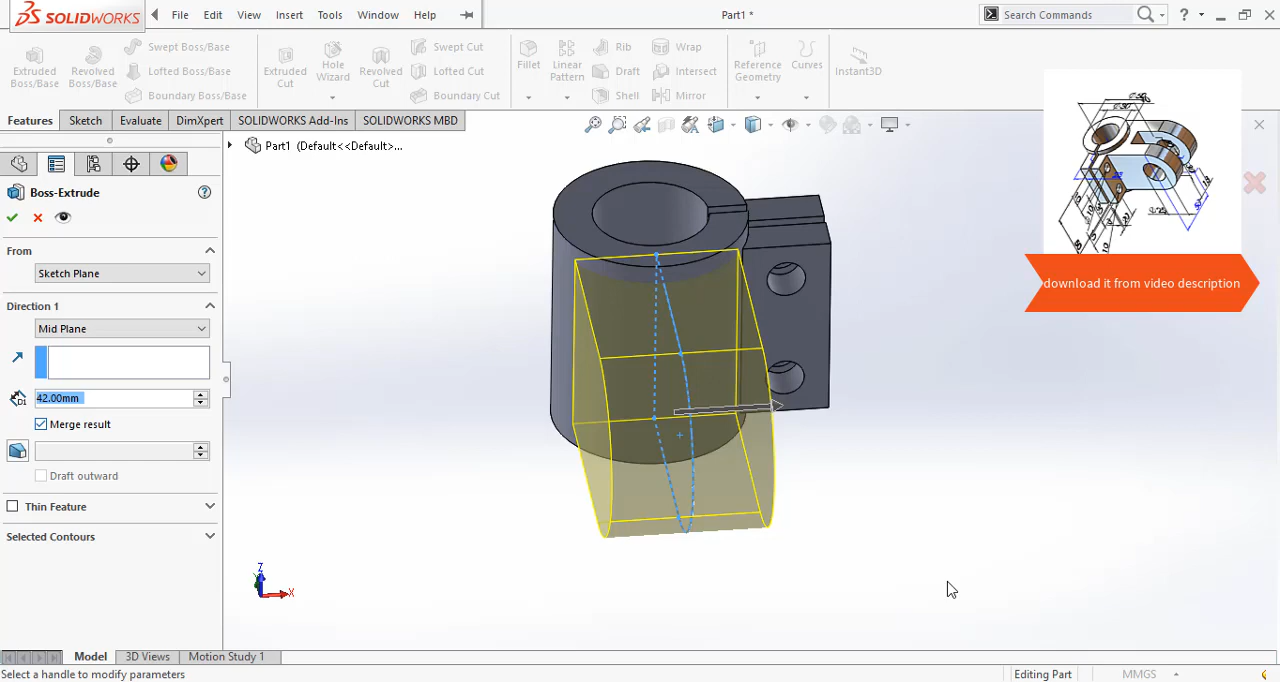 SOLIDWORKS
File Edit View Insert Tools Window Help
Part1 *
Search Commands
Extruded Boss/Base
Revolved Boss/Base
Swept Boss/Base
Lofted Boss/Base
Boundary Boss/Base
Extruded Cut
Hole Wizard
Revolved Cut
Swept Cut
Lofted Cut
Boundary Cut
Fillet
Linear Pattern
Rib
Draft
Shell
Wrap
Intersect
Mirror
Reference Geometry
Curves
Instant3D
Features Sketch Evaluate DimXpert SOLIDWORKS Add-Ins SOLIDWORKS MBD
Part1 (Default<<Default>...
Boss-Extrude
From
Sketch Plane
Direction 1
Mid Plane
D1
42.00mm
Merge result
Draft outward
Thin Feature
Selected Contours
download it from video description
Z
X
Model 3D Views Motion Study 1
Select a handle to modify parameters
Editing Part
MMGS